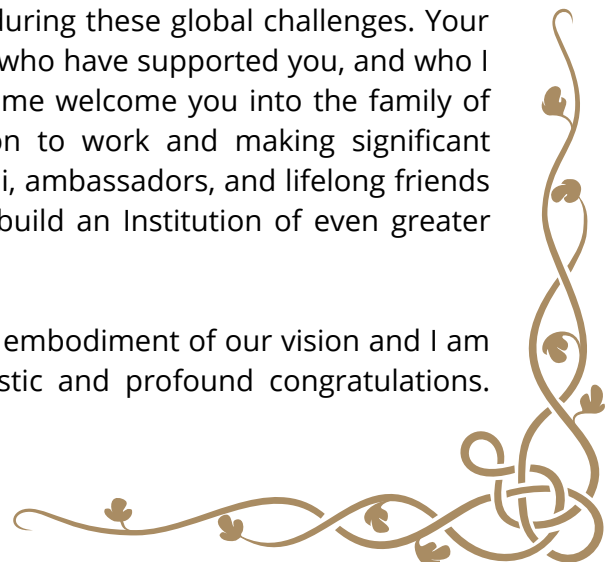 during these global challenges. Your
who have supported you, and who I
me welcome you into the family of
to work and making significant
ambassadors, and lifelong friends
build an Institution of even greater
embodiment of our vision and I am
and profound congratulations.